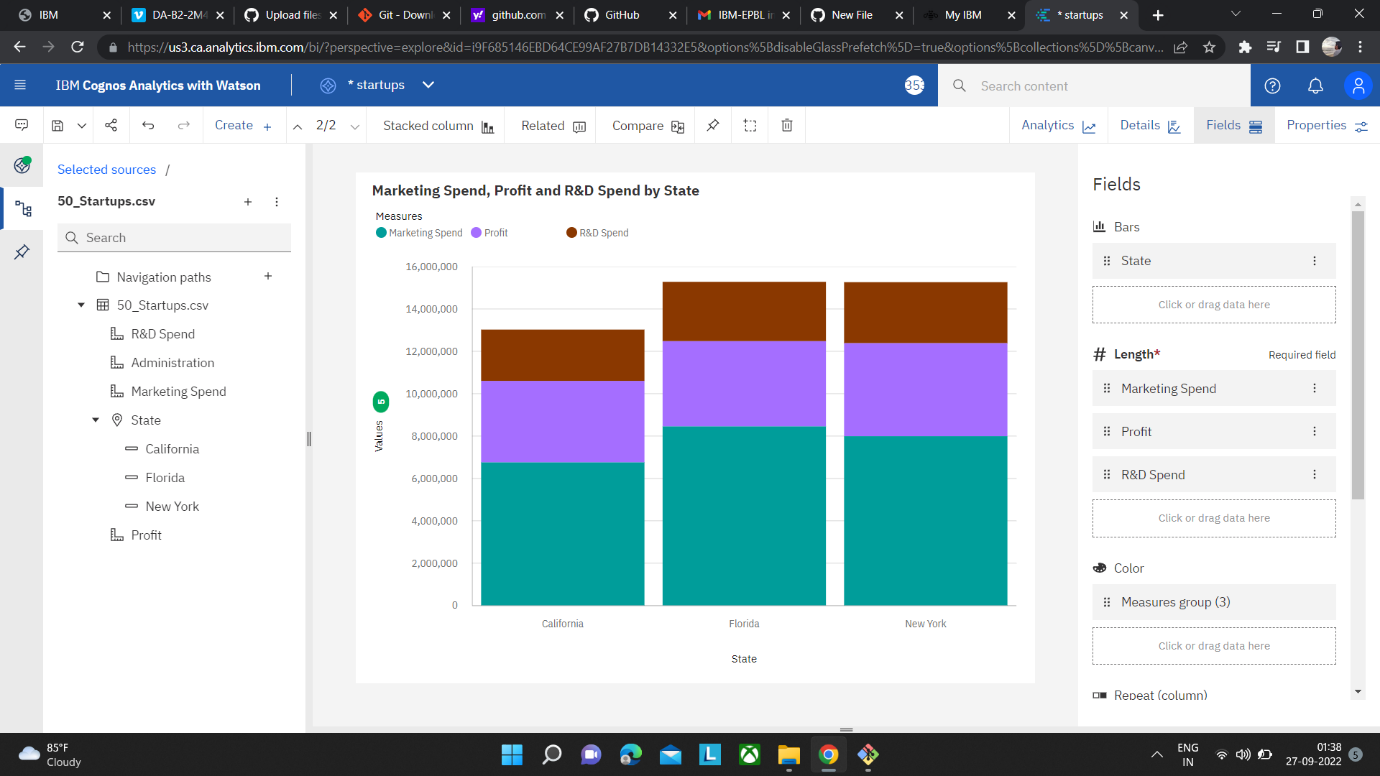 IBM
DA-B2-2M4
Upload files
Git - Downl
github.com
GitHub
IBM-EPBL in
New File
My IBM
* startups
https://us3.ca.analytics.ibm.com/bi/?perspective=explore&id=i9F685146EBD64CE99AF27B7DB14332E5&options%5BdisableGlassPrefetch%5D=true&options%5Bcollections%5D%5Bcanv...
IBM Cognos Analytics with Watson
* startups
353
Search content
Create
2/2
Stacked column
Related
Compare
Analytics
Details
Fields
Properties
Selected sources /
50_Startups.csv
Search
Navigation paths
50_Startups.csv
R&D Spend
Administration
Marketing Spend
State
California
Florida
New York
Profit
Marketing Spend, Profit and R&D Spend by State
Measures
Marketing Spend
Profit
R&D Spend
16,000,000
14,000,000
12,000,000
10,000,000
8,000,000
6,000,000
4,000,000
2,000,000
0
Values
California
Florida
New York
State
Fields
Bars
State
Click or drag data here
# Length*
Required field
Marketing Spend
Profit
R&D Spend
Click or drag data here
Color
Measures group (3)
Click or drag data here
Repeat (column)
85°F
Cloudy
ENG
IN
01:38
27-09-2022
5